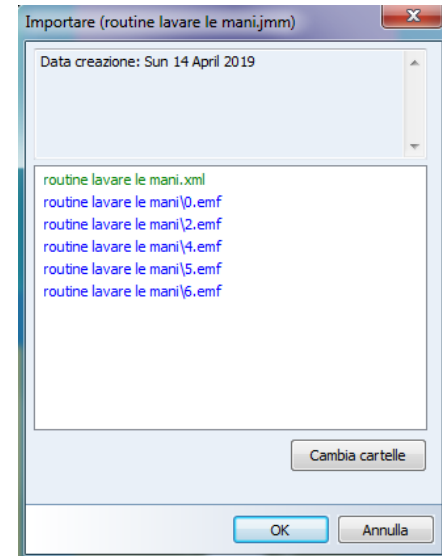 Importare (routine lavare le mani.jmm)
Data creazione: Sun 14 April 2019
routine lavare le mani.xml
routine lavare le mani\0.emf
routine lavare le mani\2.emf
routine lavare le mani\4.emf
routine lavare le mani\5.emf
routine lavare le mani\6.emf
Cambia cartelle
OK Annulla